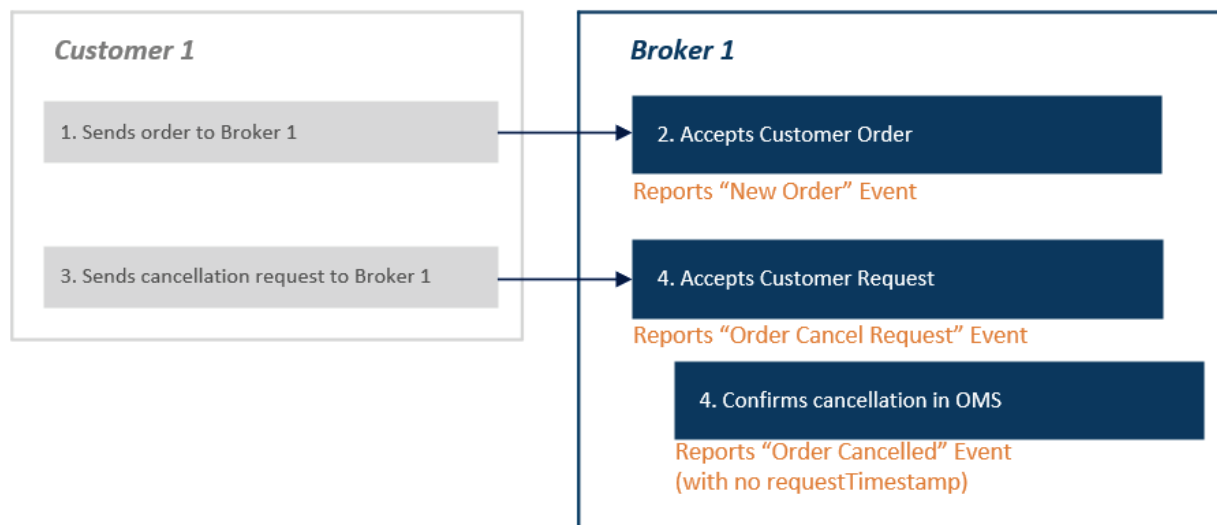 Customer 1
Broker 1
1. Sends order to Broker 1
2. Accepts Customer Order
Reports “New Order” Event
3. Sends cancellation request to Broker 1
4. Accepts Customer Request
Reports “Order Cancel Request” Event
4. Confirms cancellation in OMS
Reports “Order Cancelled” Event
(with no requestTimestamp)